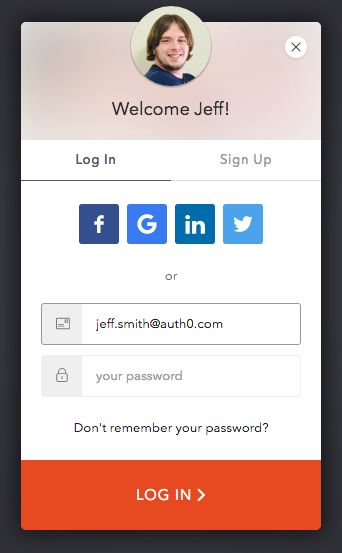 Welcome Jeff!
Log In
Sign Up
f
G
in
or
jeff.smith@auth0.com
your password
Don't remember your password?
LOG IN